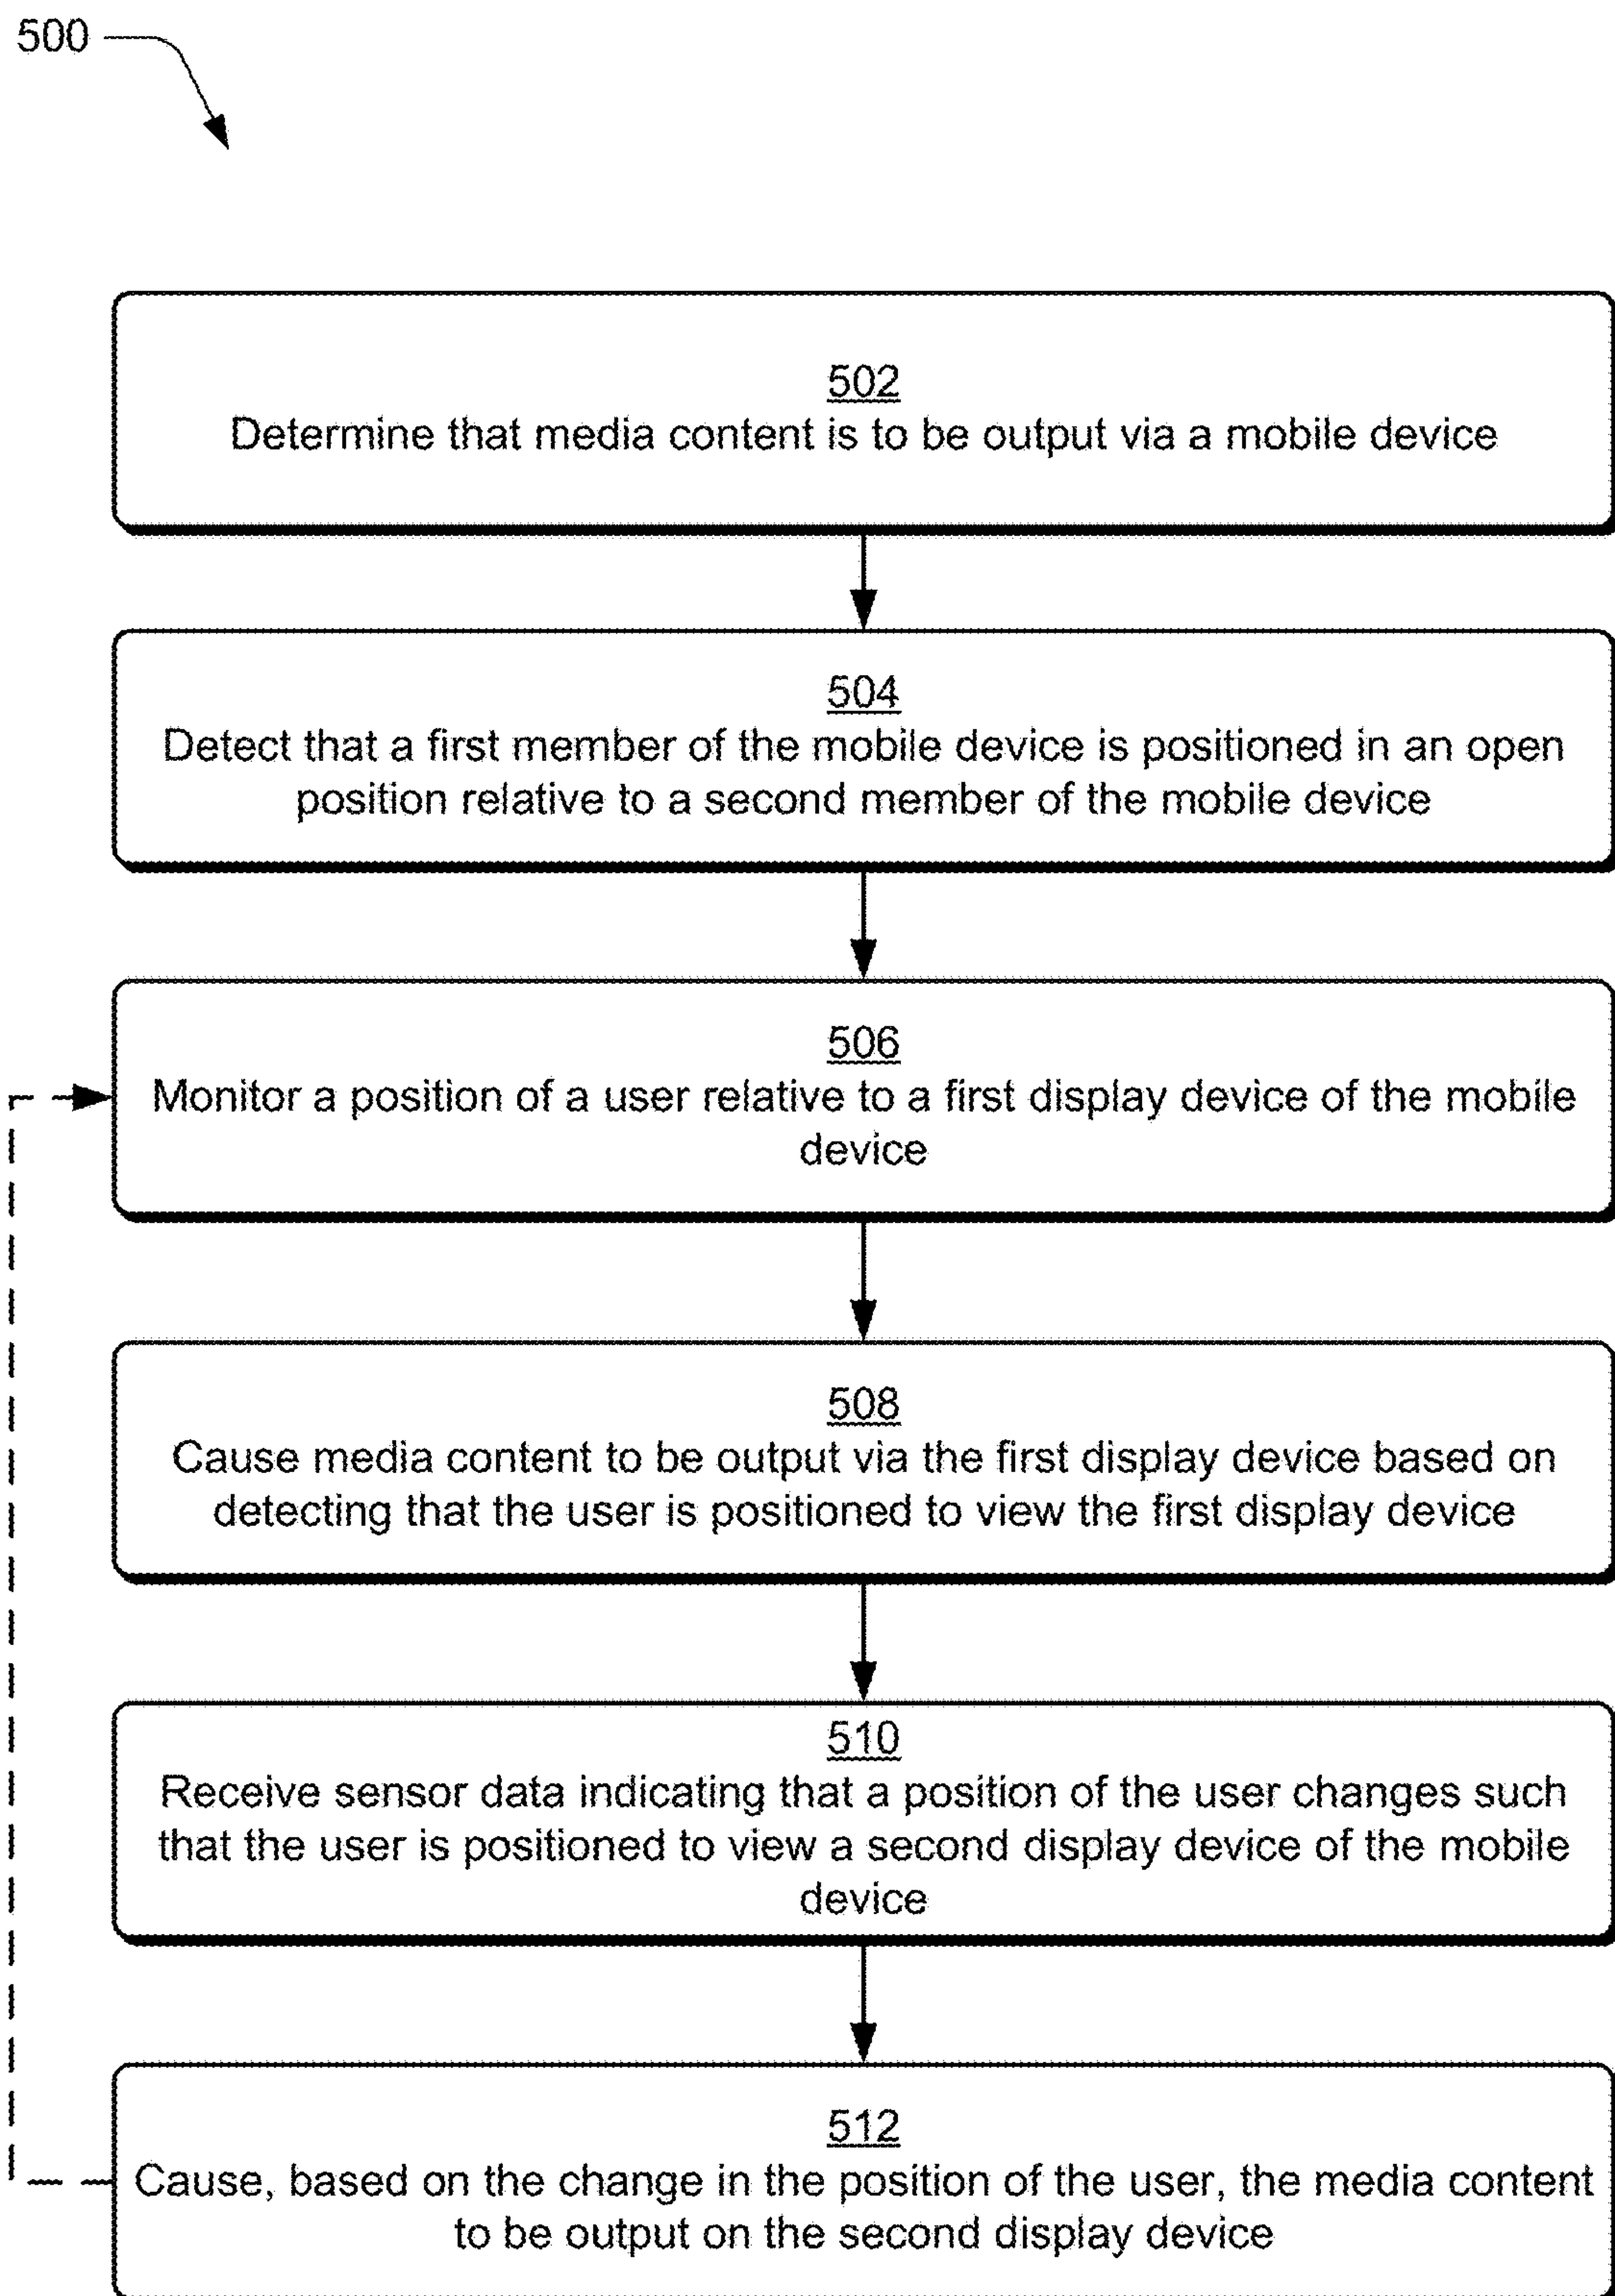 500
502
Determine that media content is to be output via a mobile device
504
Detect that a first member of the mobile device is positioned in an open
position relative to a second member of the mobile device
506
Monitor a position of a user relative to a first display device of the mobile
device
508
Cause media content to be output via the first display device based on
detecting that the user is positioned to view the first display device
510
Receive sensor data indicating that a position of the user changes such
that the user is positioned to view a second display device of the mobile
device
512
Cause, based on the change in the position of the user, the media content
to be output on the second display device